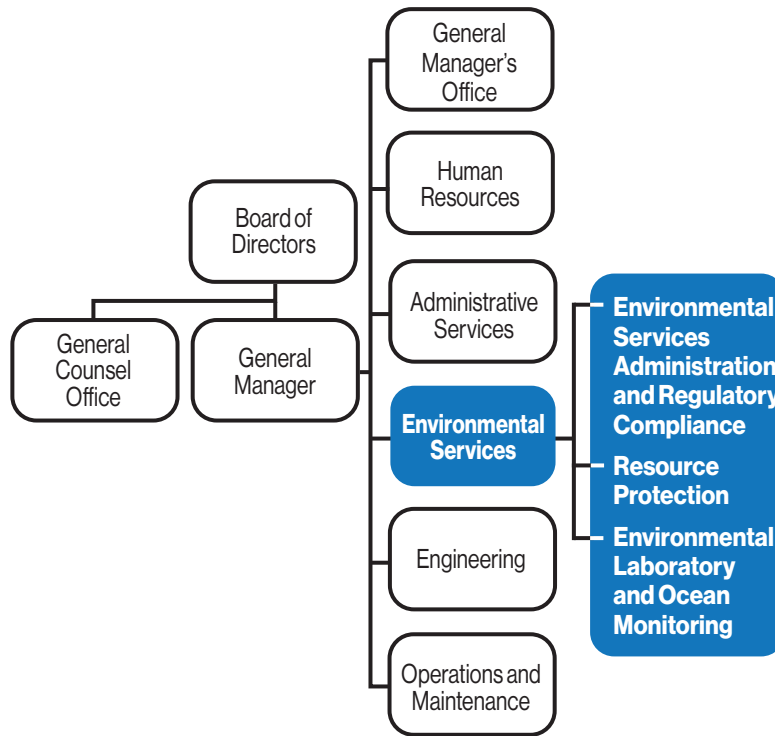 General
Manager's
Office
Human
Resources
Board of
Directors
Administrative
Services
General
Counsel
Office
General
Manager
Environmental
Services
Engineering
Operations and
Maintenance
Environmental
Services
Administration
and Regulatory
Compliance
Resource
Protection
Environmental
Laboratory
and Ocean
Monitoring